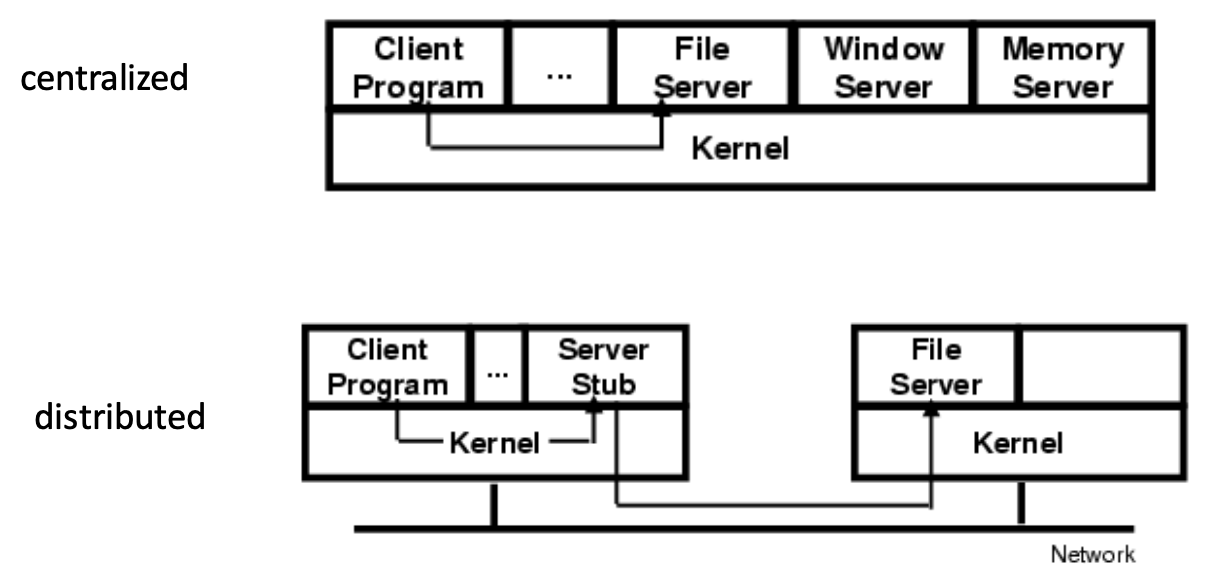 centralized
Client
Program
...
File
Server
Window
Server
Memory
Server
Kernel
distributed
Client
Program
...
Server
Stub
Kernel
File
Server
Kernel
Network